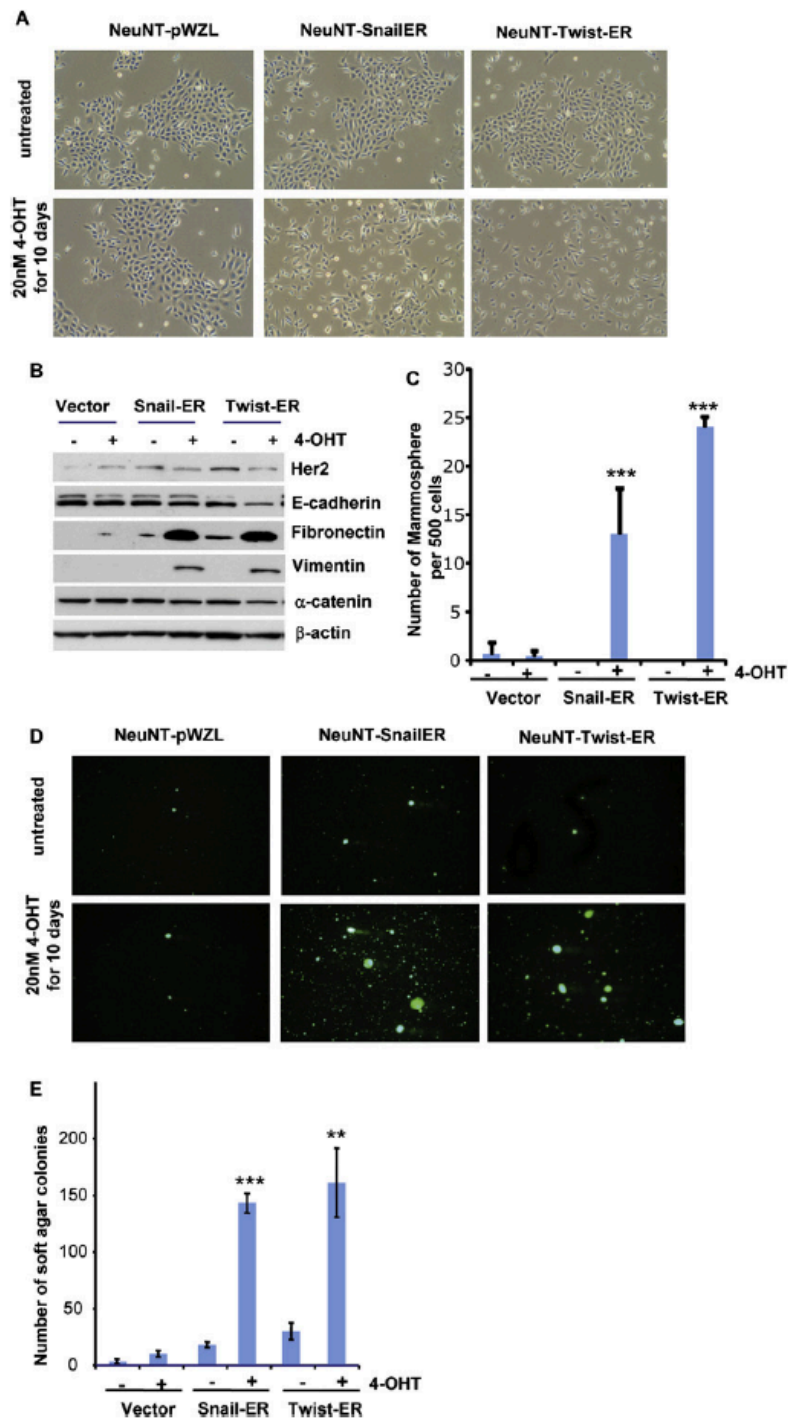 A
NeuNT-pWZL NeuNT-SnailER NeuNT-Twist-ER
untreated
20nM 4-OHT
for 10 days
B
Vector Snail-ER Twist-ER
- + - + - + 4-OHT
Her2
E-cadherin
Fibronectin
Vimentin
α-catenin
β-actin
C
Number of Mammosphere
per 500 cells
30
25
20
15
10
5
0
*** ***
- + - + - + 4-OHT
Vector Snail-ER Twist-ER
D
NeuNT-pWZL NeuNT-SnailER NeuNT-Twist-ER
untreated
20nM 4-OHT
for 10 days
E
Number of soft agar colonies
200
150
100
50
0
*** **
- + - + - + 4-OHT
Vector Snail-ER Twist-ER